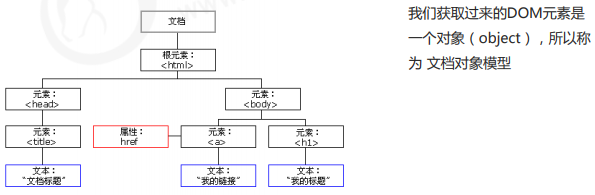 文档
根元素：
<html>
元素：
<head>
元素：
<body>
元素：
<title>
属性：
href
元素：
<a>
元素：
<h1>
文本：
"文档标题"
文本：
"我的链接"
文本：
"我的标题"
我们获取过来的DOM元素是
一个对象（object），所以称
为 文档对象模型